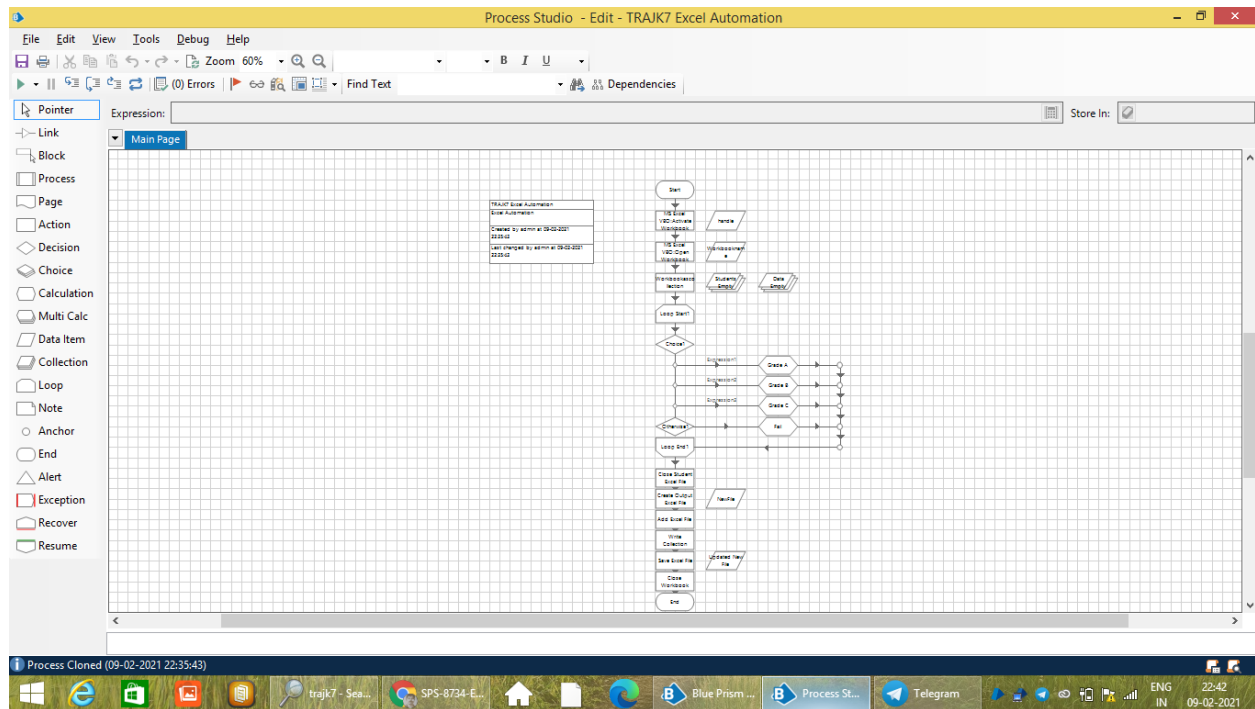 Process Studio - Edit - TRAJK7 Excel Automation
File Edit View Tools Debug Help
Zoom 60% B I U
(0) Errors Find Text Dependencies
Pointer
Link
Block
Process
Page
Action
Decision
Choice
Calculation
Multi Calc
Data Item
Collection
Loop
Note
Anchor
End
Alert
Exception
Recover
Resume
Expression: Store In:
Main Page
TRAJK7 Excel Automation
Excel Automation
Created by admin at 09-02-2021
22:35:43
Last changed by admin at 09-02-2021
22:35:43
Start
MS Excel
VBO::Activate
Workbook
handle
MS Excel
VBO::Open
Workbook
Workbooknam
e
Workbookascо
llection
Students
Empty
Data
Empty
Loop Start1
Choice1
Expression1
Grade A
Expression2
Grade B
Expression3
Grade C
Otherwise1
Fail
Loop End1
Close Student
Excel File
Create Output
Excel File
NewFile
Add Excel File
Write
Collection
Save Excel File
Updated New
File
Close
Workbook
End
Process Cloned (09-02-2021 22:35:43)
trajk7 - Sea...
SPS-8734-E...
Blue Prism ...
Process St...
Telegram
ENG
IN
22:42
09-02-2021